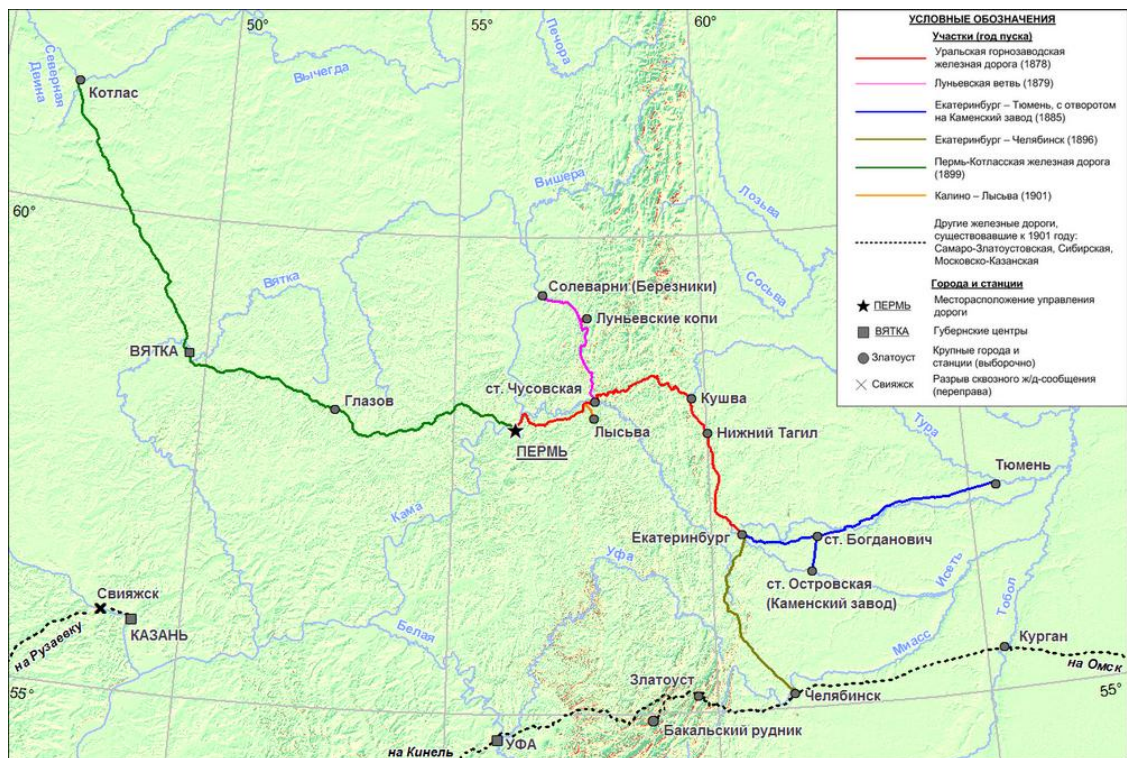 50°
55°
60°
Северная
Двина
Котлас
Вычегда
Печора
Вишера
Лозьва
60°
Сосьва
Вятка
Солеварни (Березники)
Луньевские копи
ВЯТКА
ст. Чусовская
Кушва
Глазов
Лысьва
Нижний Тагил
ПЕРМЬ
Тура
Тюмень
Кама
Екатеринбург
ст. Богданович
Уфа
ст. Островская
(Каменский завод)
Исеть
Тобол
Свияжск
КАЗАНЬ
на Рузаевку
Белая
Миасс
Курган
на Омск
55°
55°
Златоуст
Челябинск
Бакальский рудник
УФА
на Кинель
УСЛОВНЫЕ ОБОЗНАЧЕНИЯ
Участки (год пуска)
Уральская горнозаводская
железная дорога (1878)
Луньевская ветвь (1879)
Екатеринбург – Тюмень, с отворотом
на Каменский завод (1885)
Екатеринбург – Челябинск (1896)
Пермь-Котласская железная дорога
(1899)
Калино – Лысьва (1901)
Другие железные дороги,
существовавшие к 1901 году:
Самаро-Златоустовская, Сибирская,
Московско-Казанская
Города и станции
ПЕРМЬ
Месторасположение управления
дороги
ВЯТКА
Губернские центры
Златоуст
Крупные города и
станции (выборочно)
Свияжск
Разрыв сквозного ж/д-сообщения
(переправа)